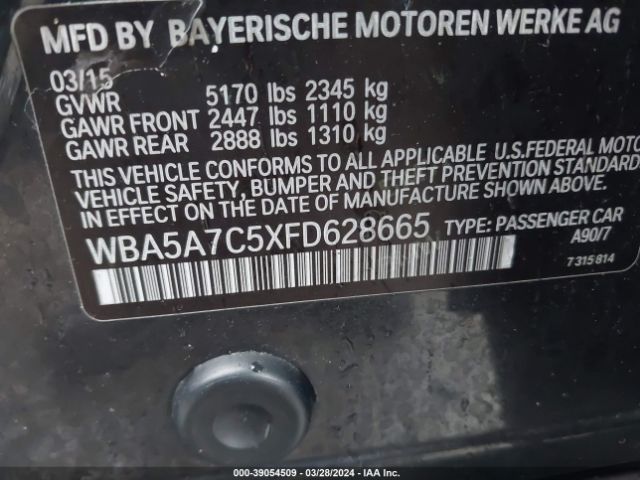 MFD BY BAYERISCHE MOTOREN WERKE AG
03/15
GVWR 5170 lbs 2345 kg
GAWR FRONT 2447 lbs 1110 kg
GAWR REAR 2888 lbs 1310 kg
THIS VEHICLE CONFORMS TO ALL APPLICABLE U.S.FEDERAL MOTO
VEHICLE SAFETY, BUMPER AND THEFT PREVENTION STANDARD
IN EFFECT ON THE DATE OF MANUFACTURE SHOWN ABOVE.
WBA5A7C5XFD628665 TYPE: PASSENGER CAR
A90/7
7 315 814
000-39054509 | 03/28/2024 - IAA Inc.